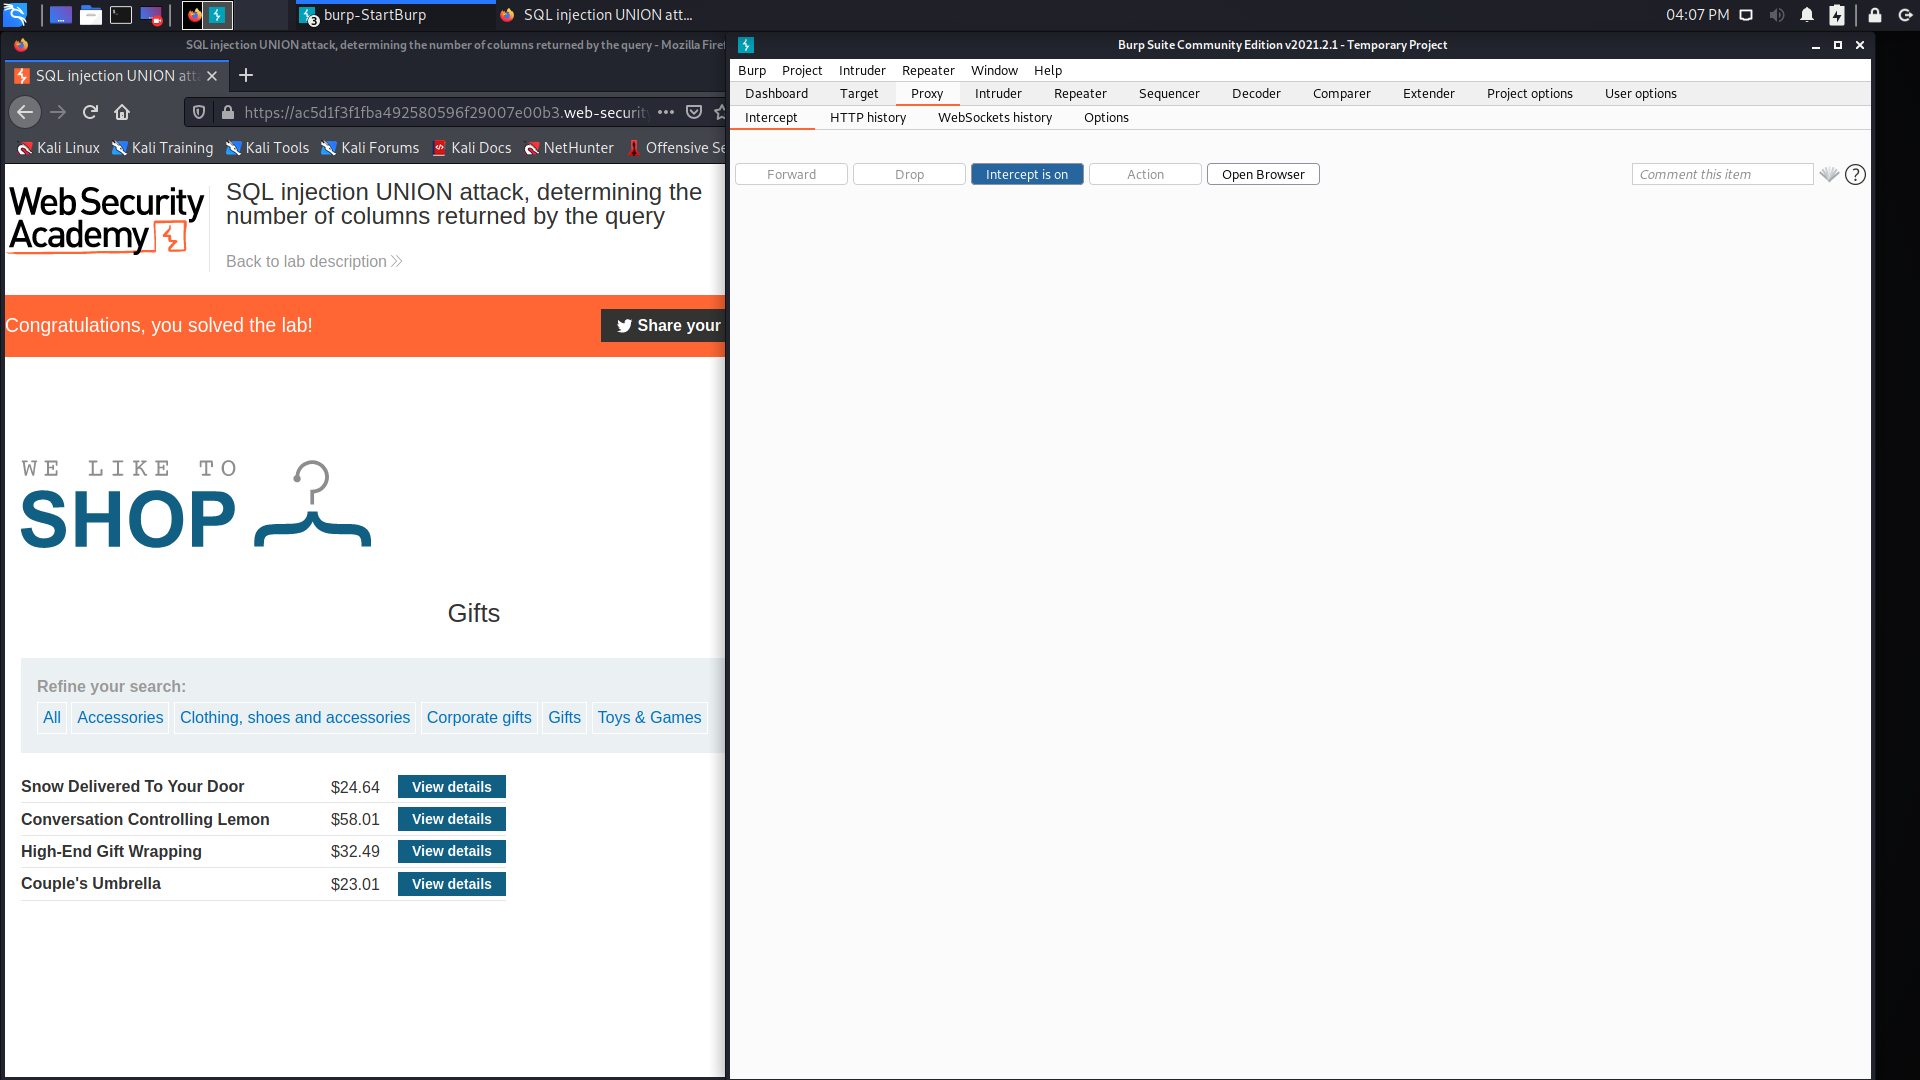 burp-StartBurp
3
SQL injection UNION att...
04:07 PM
SQL injection UNION attack, determining the number of columns returned by the query - Mozilla Firef
SQL injection UNION att
https://ac5d1f3f1fba492580596f29007e00b3.web-security
Kali Linux
Kali Training
Kali Tools
Kali Forums
Kali Docs
NetHunter
Offensive Se
Web Security
Academy
SQL injection UNION attack, determining the
number of columns returned by the query
Back to lab description
Congratulations, you solved the lab!
Share your
WE LIKE TO
SHOP
Gifts
Refine your search:
All
Accessories
Clothing, shoes and accessories
Corporate gifts
Gifts
Toys & Games
Snow Delivered To Your Door $24.64 View details
Conversation Controlling Lemon $58.01 View details
High-End Gift Wrapping $32.49 View details
Couple's Umbrella $23.01 View details
Burp Suite Community Edition v2021.2.1 - Temporary Project
Burp Project Intruder Repeater Window Help
Dashboard Target Proxy Intruder Repeater Sequencer Decoder Comparer Extender Project options User options
Intercept HTTP history WebSockets history Options
Forward Drop Intercept is on Action Open Browser Comment this item ?